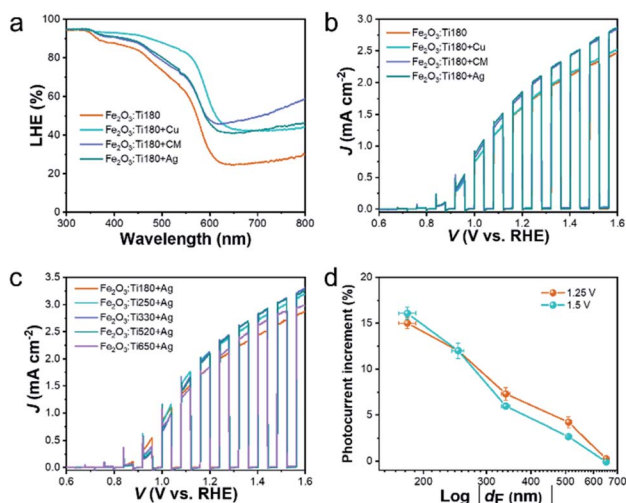 a
100
80
60
40
20
0
LHE (%)
Fe₂O₃:Ti180
Fe₂O₃:Ti180+Cu
Fe₂O₃:Ti180+CM
Fe₂O₃:Ti180+Ag
300 400 500 600 700 800
Wavelength (nm)
b
3.0
2.5
2.0
1.5
1.0
0.5
0.0
J (mA cm⁻²)
Fe₂O₃:Ti180
Fe₂O₃:Ti180+Cu
Fe₂O₃:Ti180+CM
Fe₂O₃:Ti180+Ag
0.6 0.8 1.0 1.2 1.4 1.6
V (V vs. RHE)
c
3.5
3.0
2.5
2.0
1.5
1.0
0.5
0.0
J (mA cm⁻²)
Fe₂O₃:Ti180+Ag
Fe₂O₃:Ti250+Ag
Fe₂O₃:Ti330+Ag
Fe₂O₃:Ti520+Ag
Fe₂O₃:Ti650+Ag
0.6 0.8 1.0 1.2 1.4 1.6
V (V vs. RHE)
d
20
15
10
5
0
Photocurrent increment (%)
1.25 V
1.5 V
200 300 400 500 600 700
Log | dF (nm) |